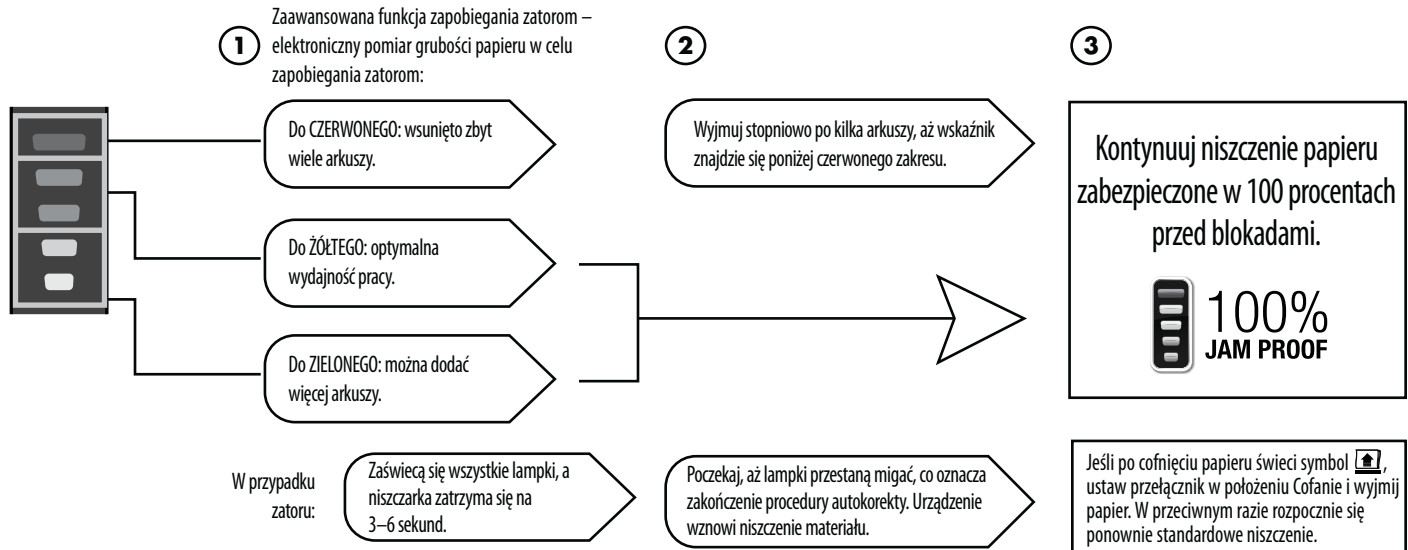 1
Zaawansowana funkcja zapobiegania zatorom –
elektroniczny pomiar grubości papieru w celu
zapobiegania zatorom:
Do CZERWONEGO: wsunięto zbyt
wiele arkuszy.
Do ŻÓŁTEGO: optymalna
wydajność pracy.
Do ZIELONEGO: można dodać
więcej arkuszy.
2
Wyjmuj stopniowo po kilka arkuszy, aż wskaźnik
znajdzie się poniżej czerwonego zakresu.
3
Kontynuuj niszczenie papieru
zabezpieczone w 100 procentach
przed blokadami.
100%
JAM PROOF
W przypadku
zatoru:
Zaświecą się wszystkie lampki, a
niszczarka zatrzyma się na
3–6 sekund.
Poczekaj, aż lampki przestaną migać, co oznacza
zakończenie procedury autokorekty. Urządzenie
wznowi niszczenie materiału.
Jeśli po cofnięciu papieru świeci symbol ,
ustaw przełącznik w położeniu Cofanie i wyjmij
papier. W przeciwnym razie rozpocznie się
ponownie standardowe niszczenie.